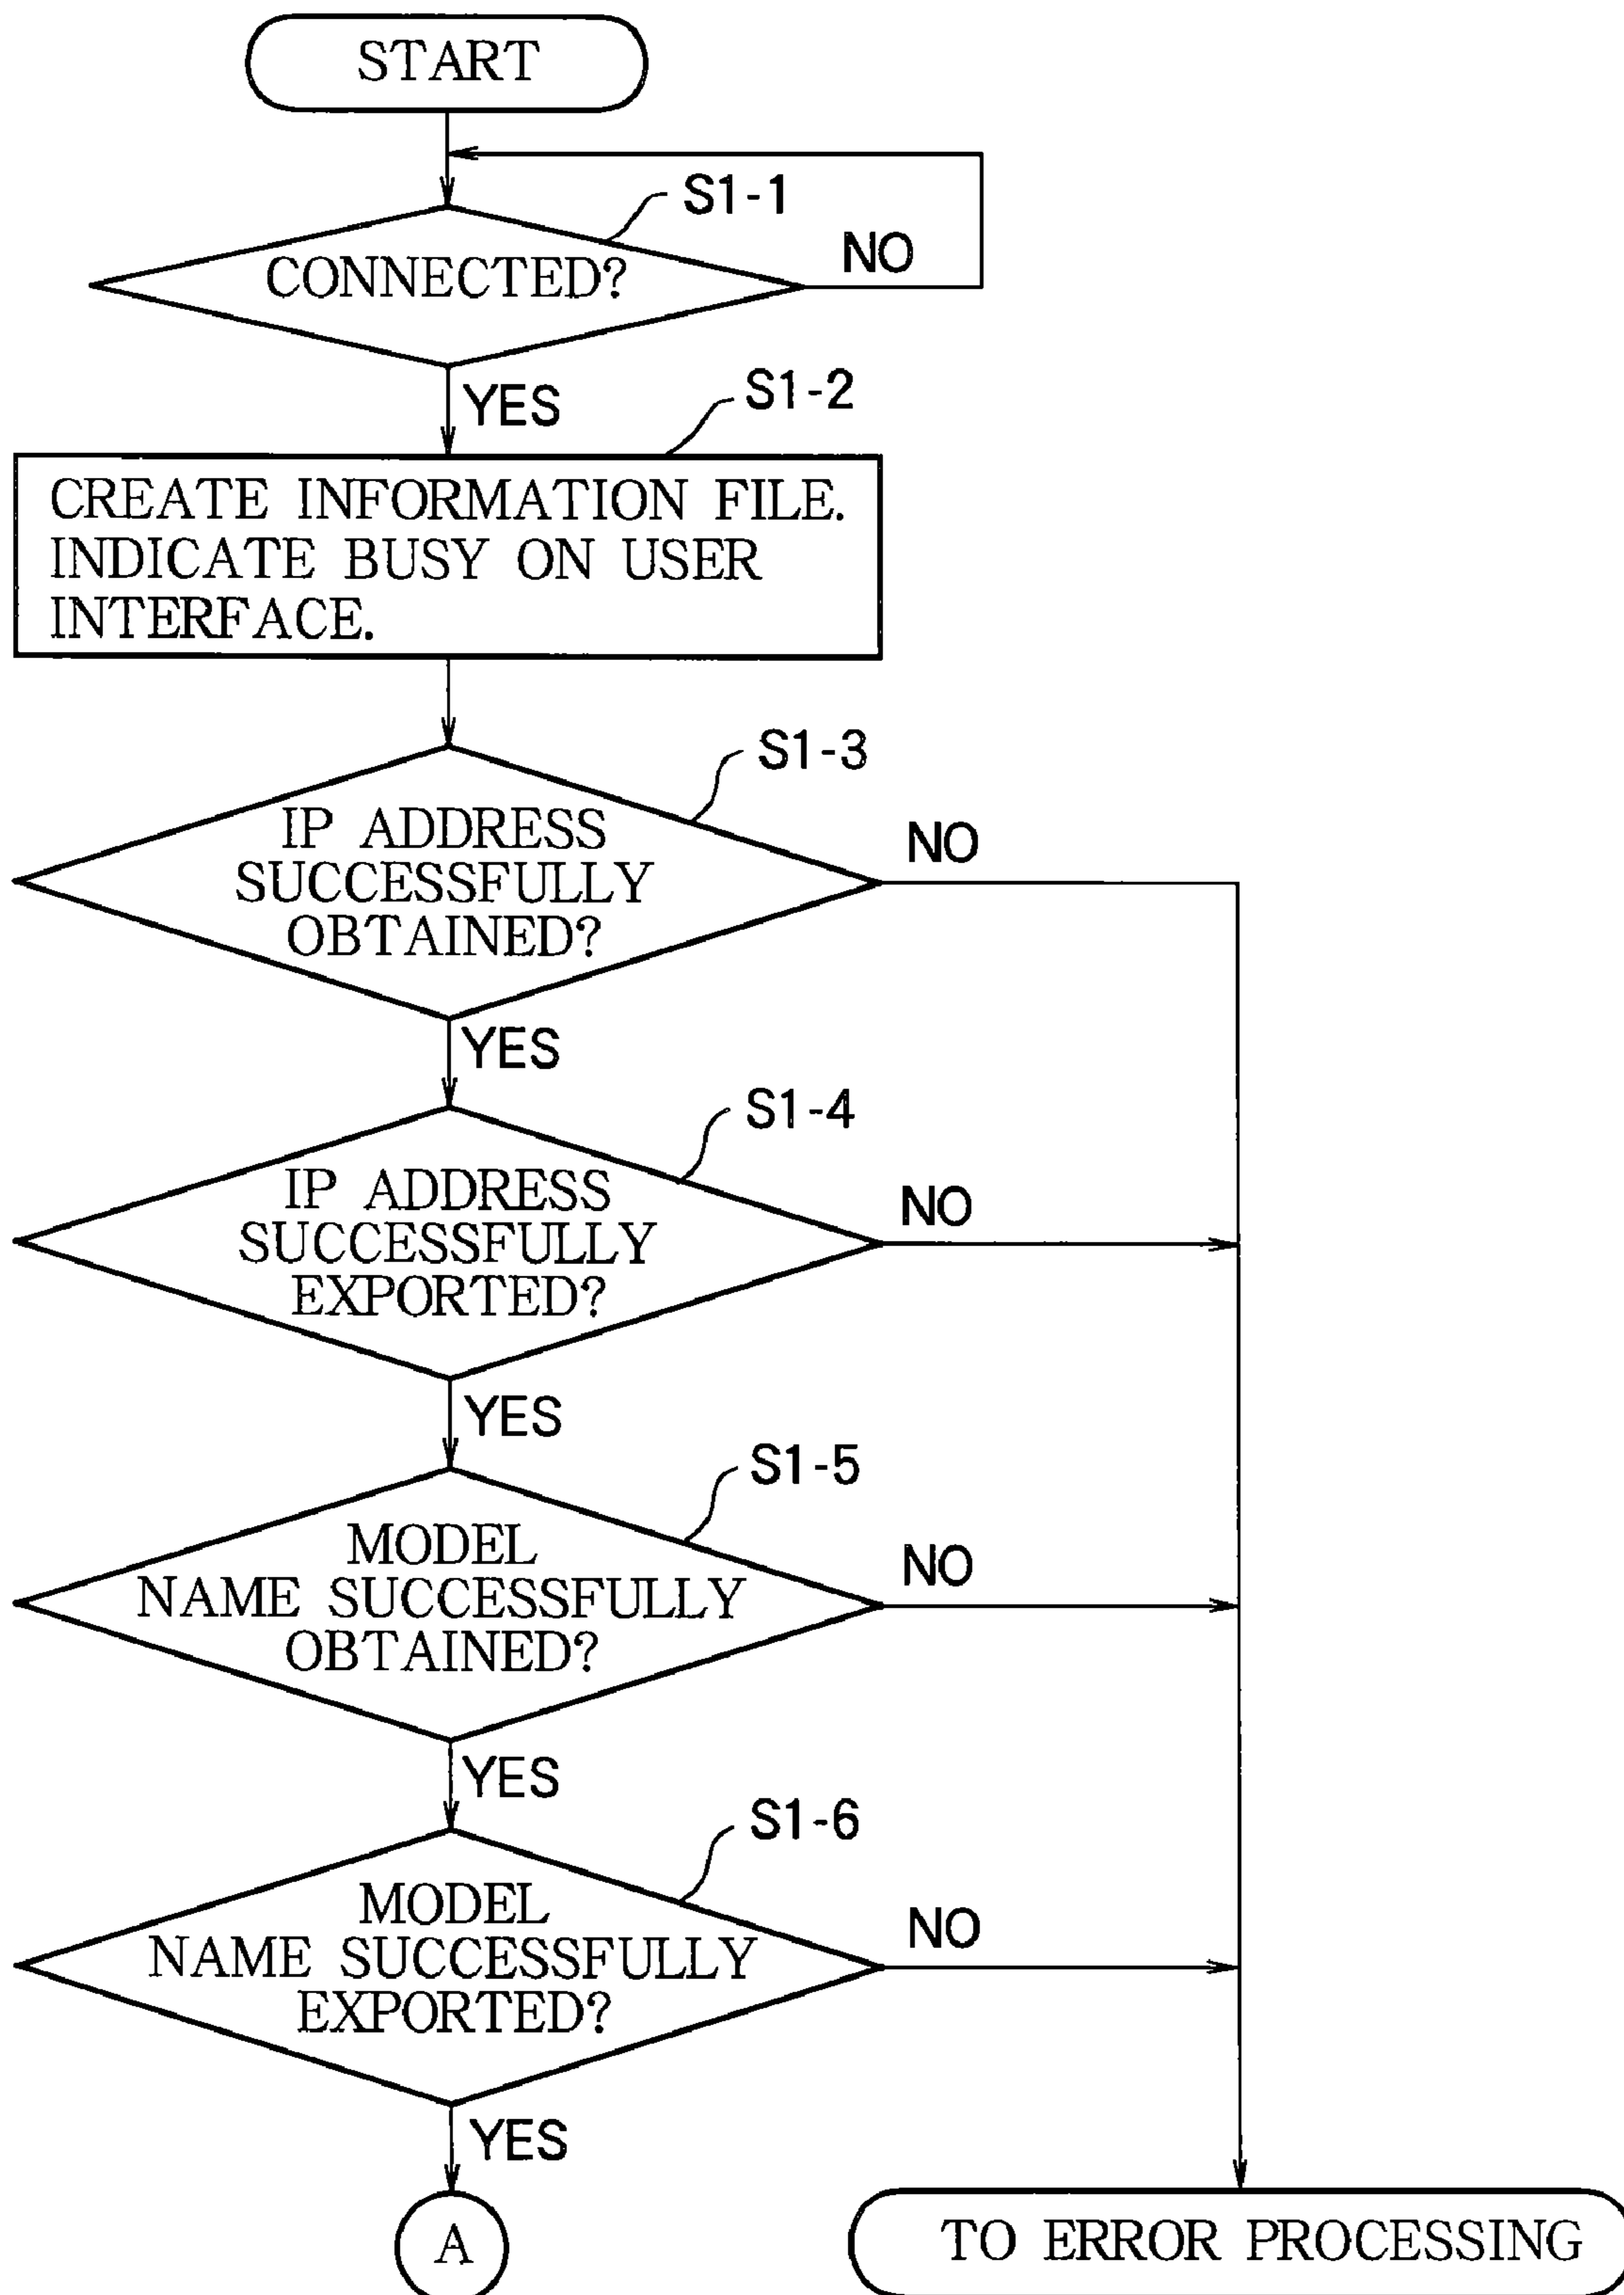 START
S1-1
CONNECTED?
NO
YES
S1-2
CREATE INFORMATION FILE.
INDICATE BUSY ON USER
INTERFACE.
S1-3
IP ADDRESS
SUCCESSFULLY
OBTAINED?
NO
YES
S1-4
IP ADDRESS
SUCCESSFULLY
EXPORTED?
NO
YES
S1-5
MODEL
NAME SUCCESSFULLY
OBTAINED?
NO
YES
S1-6
MODEL
NAME SUCCESSFULLY
EXPORTED?
NO
YES
A
TO ERROR PROCESSING